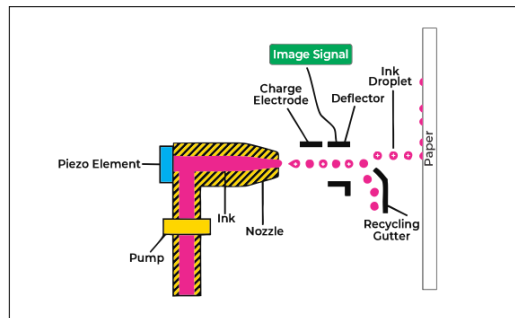 Image Signal
Ink
Droplet
Charge
Electrode
Deflector
Paper
Piezo Element
Ink
Nozzle
Recycling
Gutter
Pump